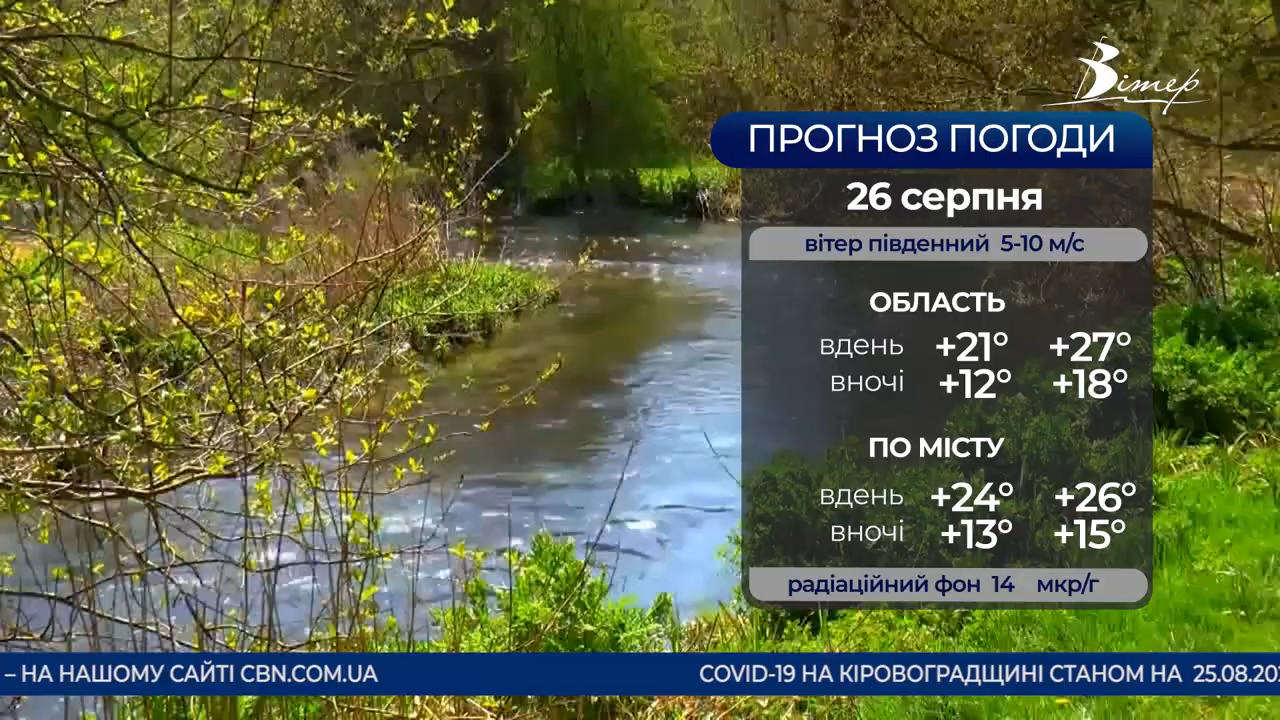 Вітер
ПРОГНОЗ ПОГОДИ
26 серпня
вітер південний 5-10 м/с
ОБЛАСТЬ
вдень +21° +27°
вночі +12° +18°
ПО МІСТУ
вдень +24° +26°
вночі +13° +15°
радіаційний фон 14 мкр/г
– НА НАШОМУ САЙТІ CBN.COM.UA COVID-19 НА КІРОВОГРАДЩИНІ СТАНОМ НА 25.08.20